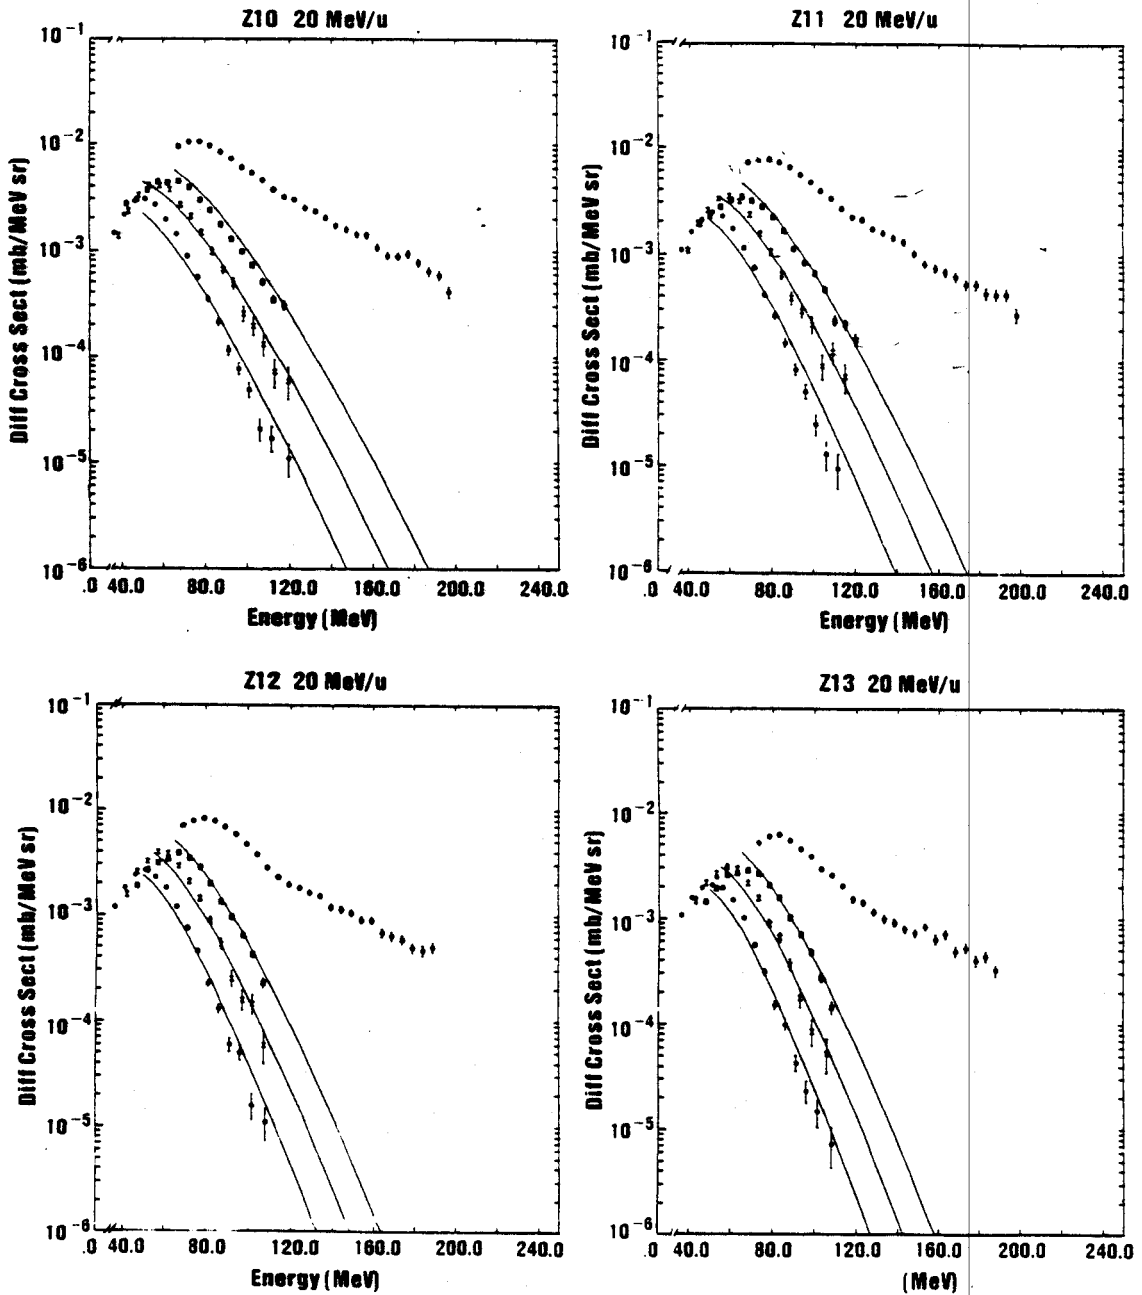 Z10 20 MeV/u
10⁻¹
10⁻²
10⁻³
10⁻⁴
10⁻⁵
10⁻⁶
Diff Cross Sect (mb/MeV sr)
.0 40.0 80.0 120.0 160.0 200.0 240.0
Energy (MeV)
Z11 20 MeV/u
10⁻¹
10⁻²
10⁻³
10⁻⁴
10⁻⁵
10⁻⁶
Diff Cross Sect (mb/MeV sr)
.0 40.0 80.0 120.0 160.0 200.0 240.0
Energy (MeV)
Z12 20 MeV/u
10⁻¹
10⁻²
10⁻³
10⁻⁴
10⁻⁵
10⁻⁶
Diff Cross Sect (mb/MeV sr)
.0 40.0 80.0 120.0 160.0 200.0 240.0
Energy (MeV)
Z13 20 MeV/u
10⁻¹
10⁻²
10⁻³
10⁻⁴
10⁻⁵
10⁻⁶
Diff Cross Sect (mb/MeV sr)
.0 40.0 80.0 120.0 160.0 200.0 240.0
(MeV)